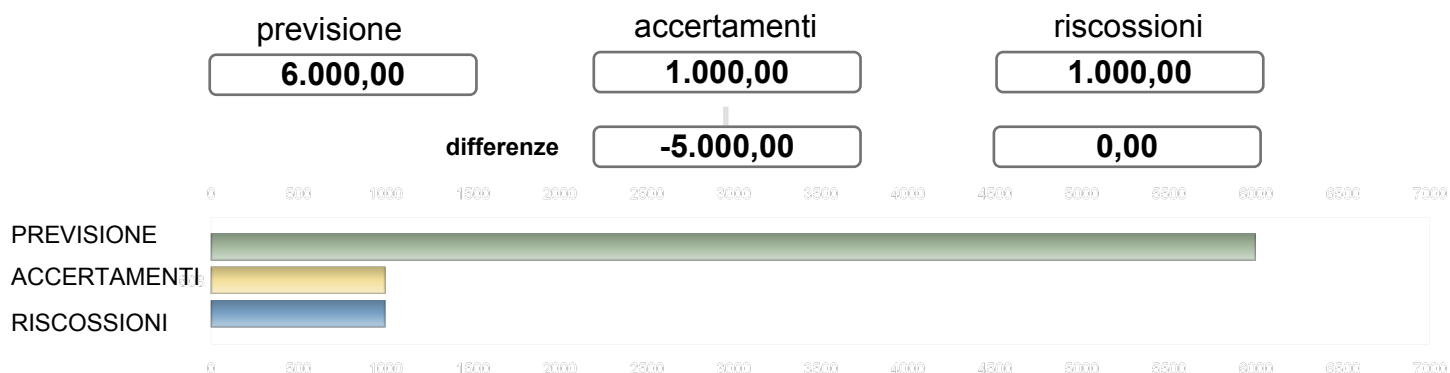 previsione accertamenti riscossioni
6.000,00 1.000,00 1.000,00
differenze -5.000,00 0,00
0 500 1000 1500 2000 2500 3000 3500 4000 4500 5000 5500 6000 6500 7000
PREVISIONE
ACCERTAMENTI
RISCOSSIONI
0 500 1000 1500 2000 2500 3000 3500 4000 4500 5000 5500 6000 6500 7000